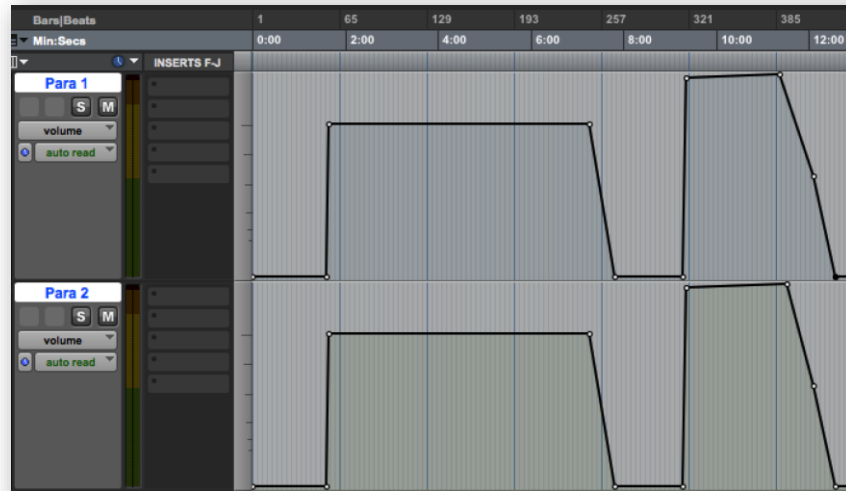 Bars|Beats 1 65 129 193 257 321 385
Min:Secs 0:00 2:00 4:00 6:00 8:00 10:00 12:00
INSERTS F-J
Para 1
S M
volume
auto read
Para 2
S M
volume
auto read